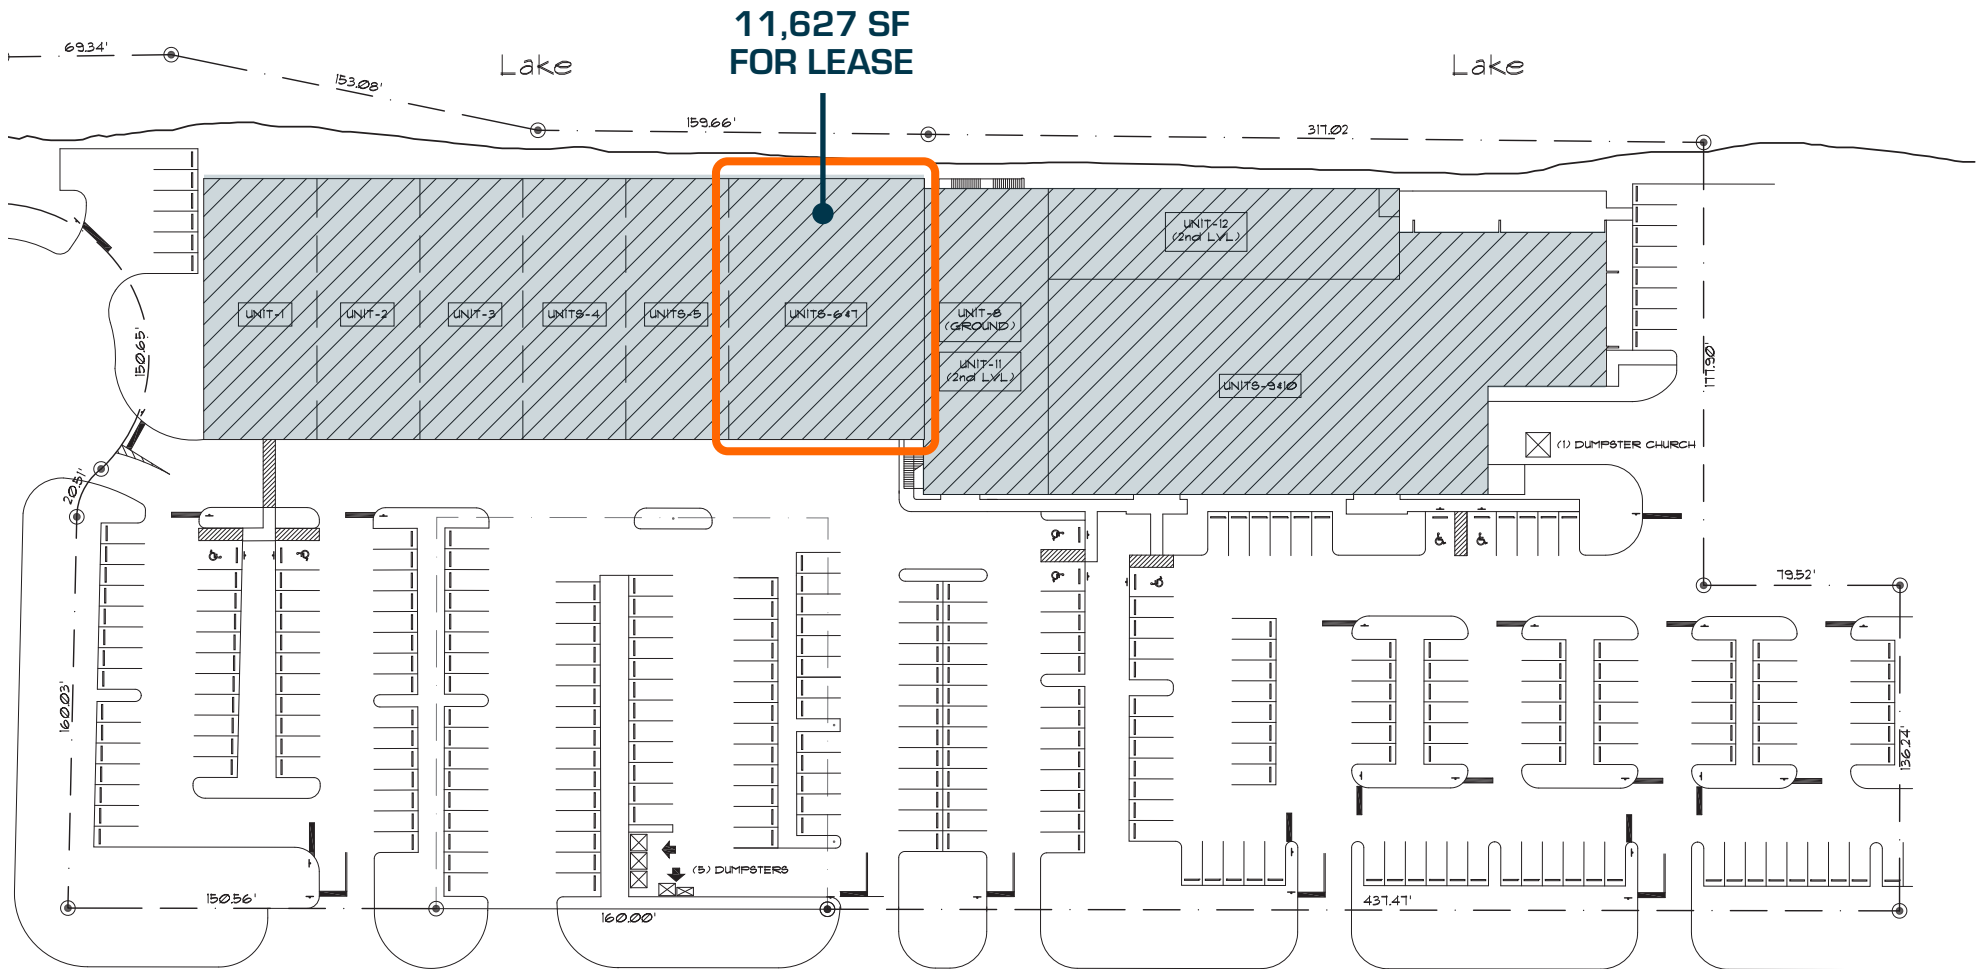 11,627 SF
FOR LEASE
69.34'
153.08'
Lake
159.66'
Lake
317.02
UNIT-12
(2nd LVL)
UNIT-1
UNIT-2
UNIT-3
UNITS-4
UNITS-5
UNITS-6&7
UNIT-8
(GROUND)
UNIT-11
(2nd LVL)
UNITS-9&10
150.65'
177.90'
(1) DUMPSTER CHURCH
20.51'
79.52'
160.03'
136.24'
(5) DUMPSTERS
150.56'
160.00'
437.47'